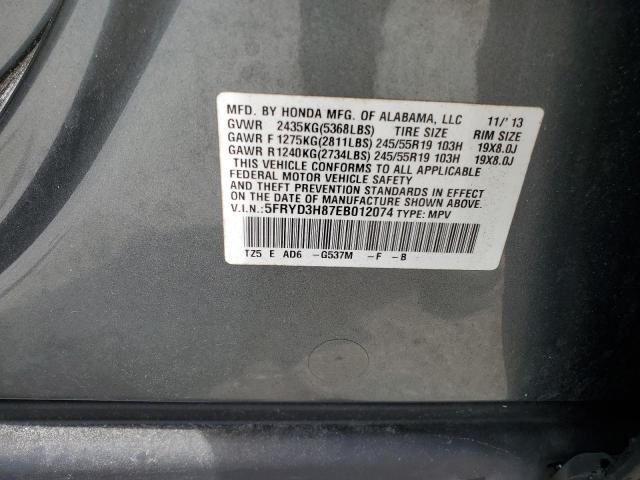 MFD. BY HONDA MFG. OF ALABAMA, LLC 11/'13
GVWR 2435KG(5368LBS) TIRE SIZE RIM SIZE
GAWR F 1275KG(2811LBS) 245/55R19 103H 19X8.0J
GAWR R1240KG(2734LBS) 245/55R19 103H 19X8.0J
THIS VEHICLE CONFORMS TO ALL APPLICABLE
FEDERAL MOTOR VEHICLE SAFETY
AND THEFT PREVENTION STANDARDS IN EFFECT
ON THE DATE OF MANUFACTURE SHOWN ABOVE.
V.I.N.:5FRYD3H87EB012074 TYPE: MPV
TZ5 E AD6 -G537M -F -B